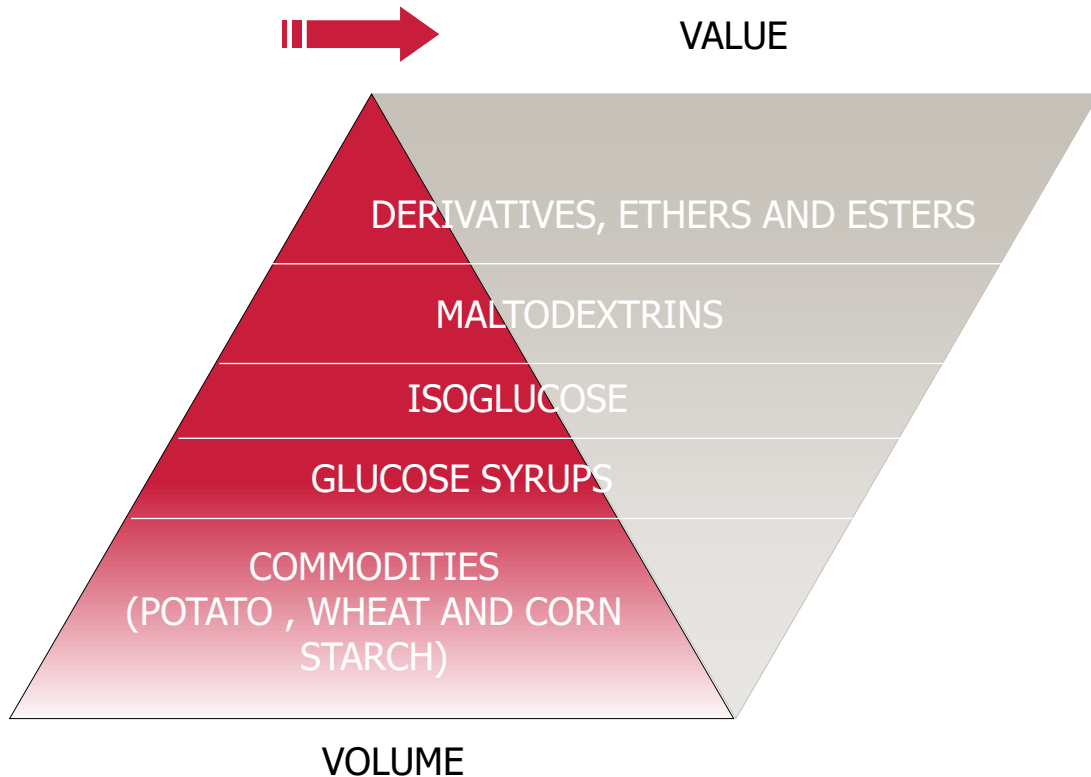 VALUE
DERIVATIVES, ETHERS AND ESTERS
MALTODEXTRINS
ISOGLUCOSE
GLUCOSE SYRUPS
COMMODITIES
(POTATO , WHEAT AND CORN
STARCH)
VOLUME